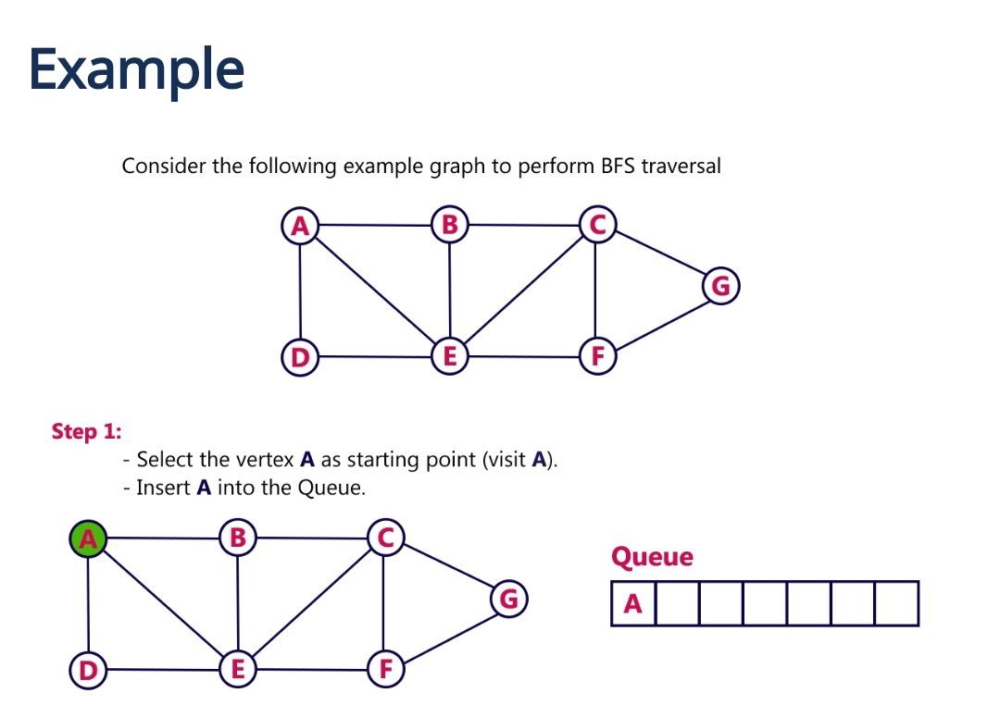 Example
Consider the following example graph to perform BFS traversal
A B C
G
D E F
Step 1:
- Select the vertex A as starting point (visit A).
- Insert A into the Queue.
A B C
Queue
G
A
D E F